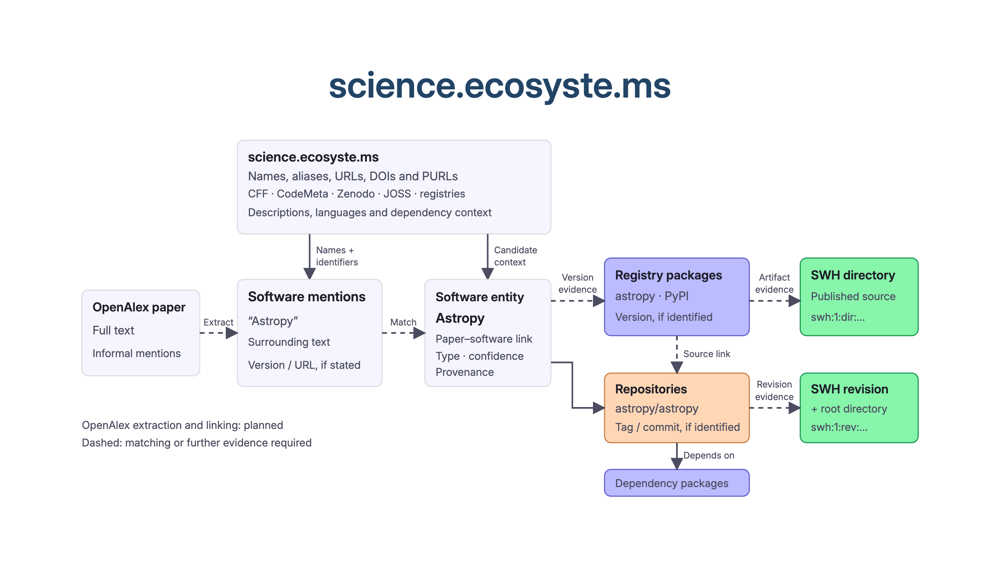 science.ecosyste.ms
science.ecosyste.ms
Names, aliases, URLs, DOIs and PURLs
CFF · CodeMeta · Zenodo · JOSS · registries
Descriptions, languages and dependency context
Names +
identifiers
Candidate
context
OpenAlex paper
Full text
Informal mentions
Extract
Software mentions
“Astropy”
Surrounding text
Version / URL, if stated
Match
Software entity
Astropy
Paper–software link
Type · confidence
Provenance
Version
evidence
Registry packages
astropy · PyPI
Version, if identified
Artifact
evidence
SWH directory
Published source
swh:1:dir:...
Source link
Repositories
astropy/astropy
Tag / commit, if identified
Revision
evidence
SWH revision
+ root directory
swh:1:rev:...
Depends on
Dependency packages
OpenAlex extraction and linking: planned
Dashed: matching or further evidence required